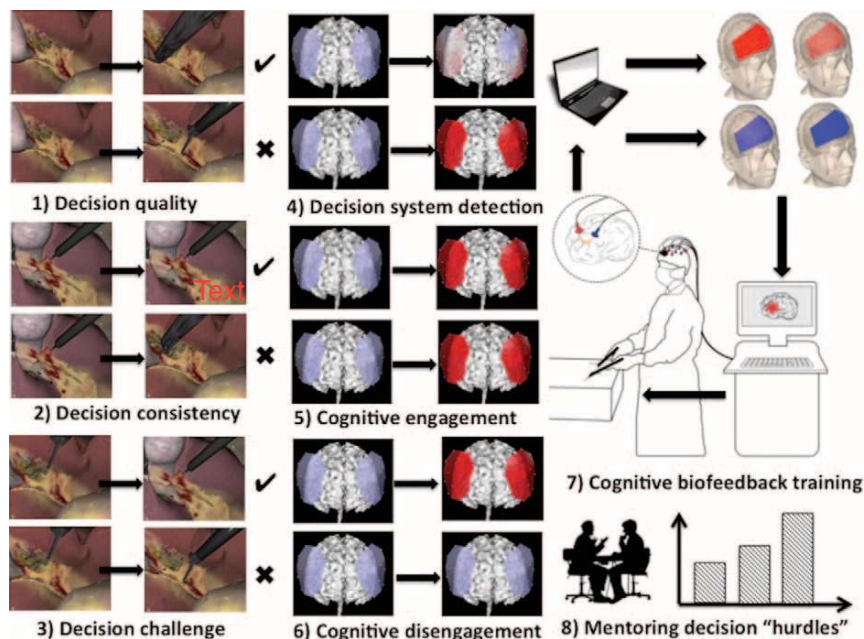 1) Decision quality
4) Decision system detection
Text
2) Decision consistency
5) Cognitive engagement
7) Cognitive biofeedback training
3) Decision challenge
6) Cognitive disengagement
8) Mentoring decision “hurdles”